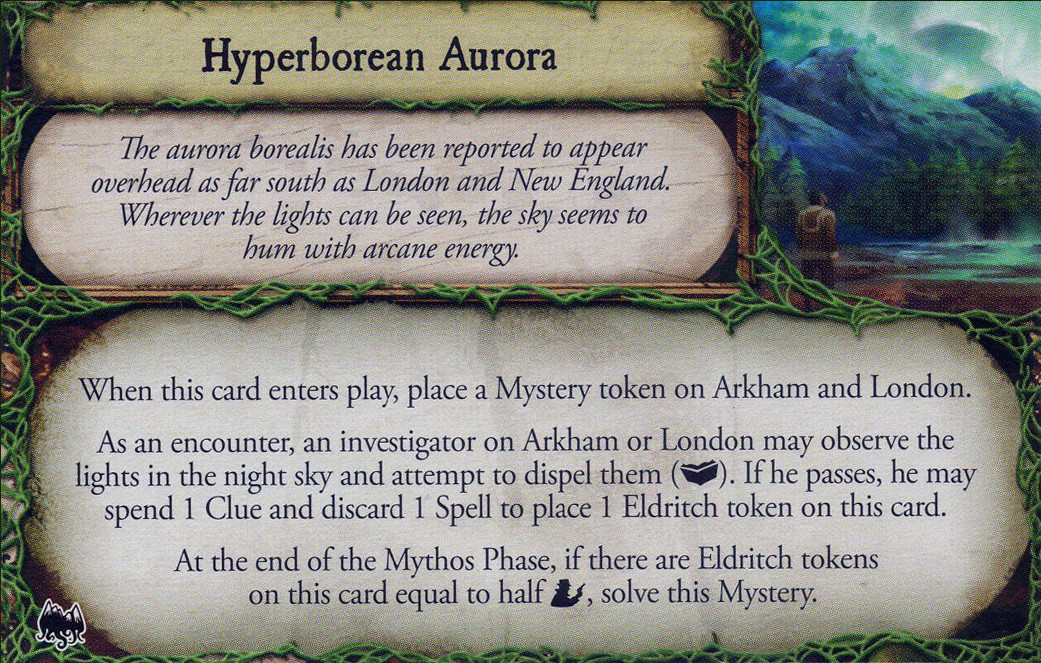 Hyperborean Aurora
The aurora borealis has been reported to appear
overhead as far south as London and New England.
Wherever the lights can be seen, the sky seems to
hum with arcane energy.
When this card enters play, place a Mystery token on Arkham and London.
As an encounter, an investigator on Arkham or London may observe the
lights in the night sky and attempt to dispel them (). If he passes, he may
spend 1 Clue and discard 1 Spell to place 1 Eldritch token on this card.
At the end of the Mythos Phase, if there are Eldritch tokens
on this card equal to half , solve this Mystery.